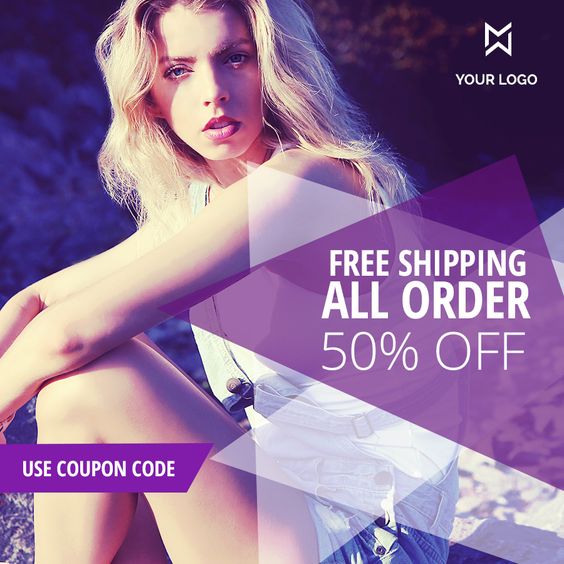 YOUR LOGO
FREE SHIPPING
ALL ORDER
50% OFF
USE COUPON CODE